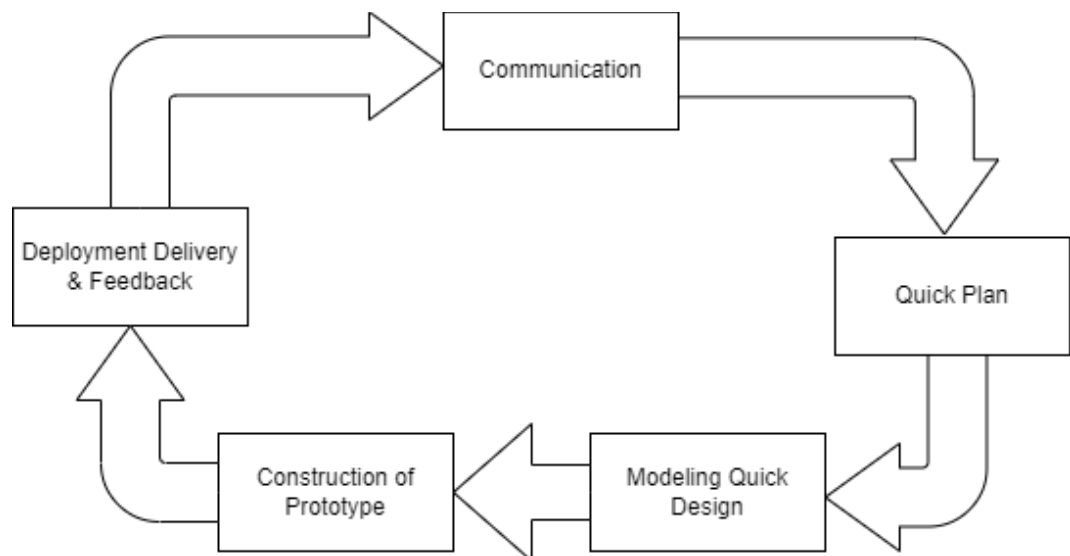 Communication
Deployment Delivery
& Feedback
Quick Plan
Construction of
Prototype
Modeling Quick
Design